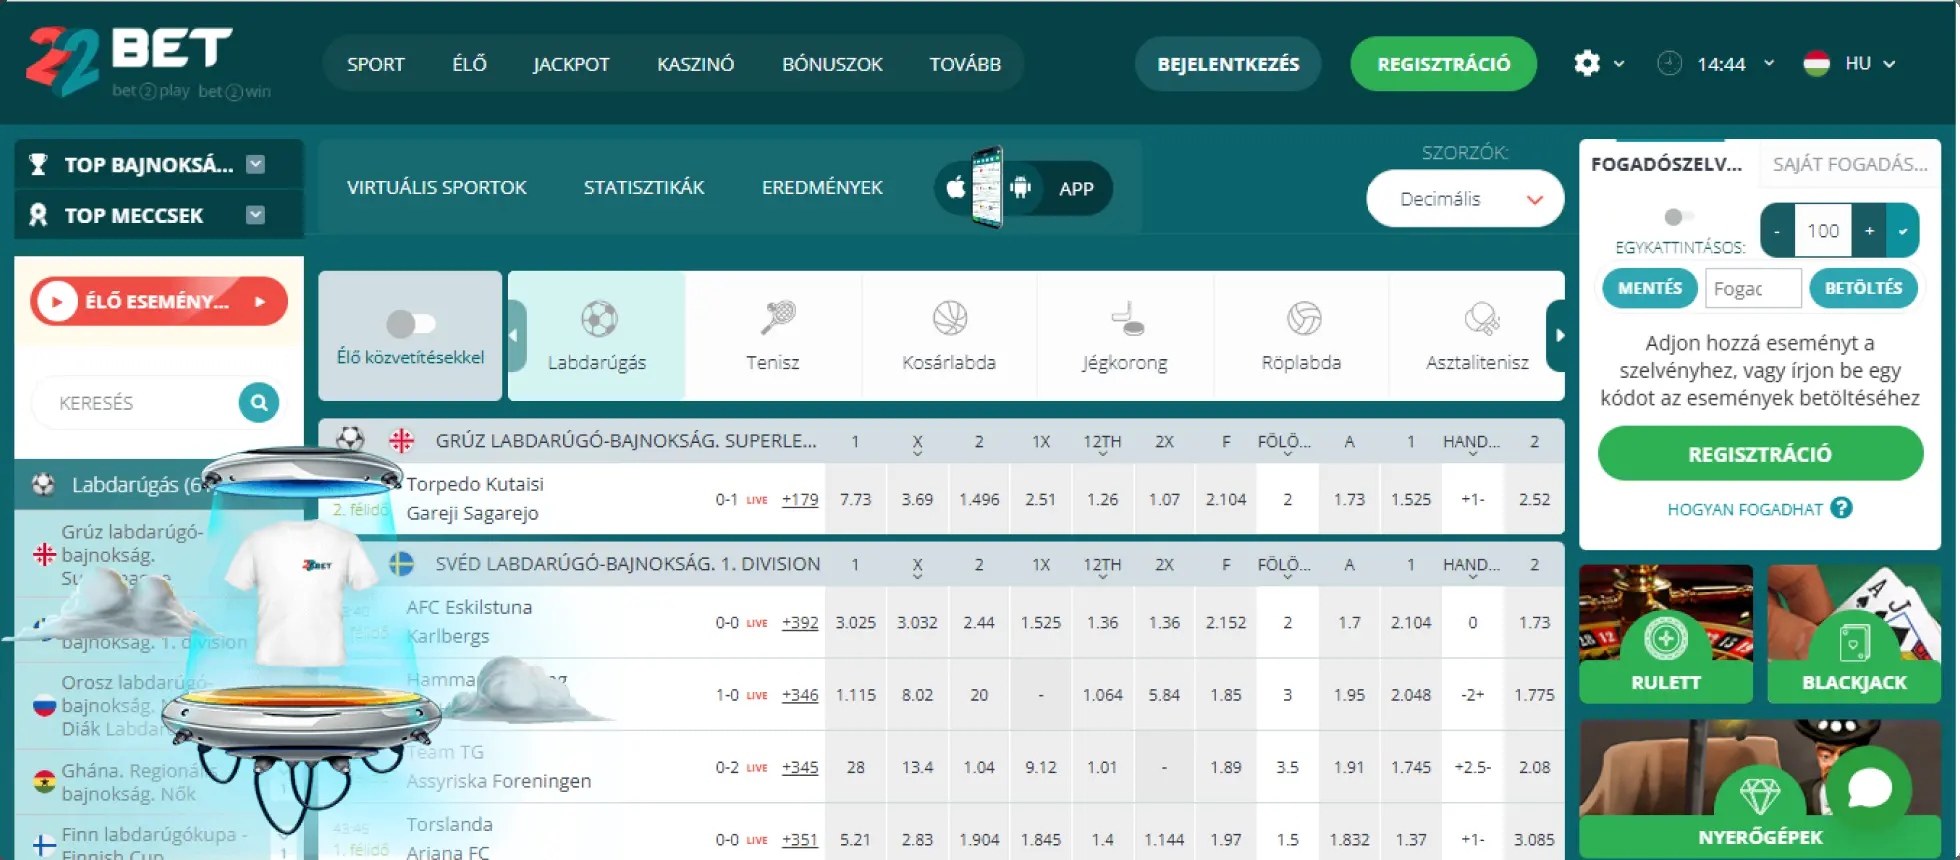 22 BET
bet 2 play bet 2 win
SPORT ÉLŐ JACKPOT KASZINÓ BÓNUSZOK TOVÁBB
BEJELENTKEZÉS
REGISZTRÁCIÓ
14:44
HU
TOP BAJNOKSÁ...
TOP MECCSEK
VIRTUÁLIS SPORTOK STATISZTIKÁK EREDMÉNYEK
APP
SZORZÓK:
Decimális
FOGADÓSZELV... SAJÁT FOGADÁS...
EGYKATTINTÁSOS:
- 100 +
MENTÉS Fogac BETÖLTÉS
Adjon hozzá eseményt a
szelvényhez, vagy írjon be egy
kódot az események betöltéséhez
REGISZTRÁCIÓ
HOGYAN FOGADHAT ?
RULETT
BLACKJACK
NYERŐGÉPEK
ÉLŐ ESEMÉNY...
KERESÉS
Élő közvetítésekkel
Labdarúgás
Tenisz
Kosárlabda
Jégkorong
Röplabda
Asztalitenisz
Labdarúgás
Grúz labdarúgó-
bajnokság.
bajnokság. 1. division
Orosz labdarúgó-
bajnokság.
Diák Labdar
Ghána. Regionális
bajnokság. Nők
1
Finn labdarúgókupa -
Finnish Cup
1
22BET
GRÚZ LABDARÚGÓ-BAJNOKSÁG. SUPERLE... 1 X 2 1X 12TH 2X F FÖLÖ... A 1 HAND... 2
Torpedo Kutaisi
2. félidő
Gareji Sagarejo
0-1 LIVE +179 7.73 3.69 1.496 2.51 1.26 1.07 2.104 2 1.73 1.525 +1- 2.52
SVÉD LABDARÚGÓ-BAJNOKSÁG. 1. DIVISION 1 X 2 1X 12TH 2X F FÖLÖ... A 1 HAND... 2
AFC Eskilstuna
Karlbergs
0-0 LIVE +392 3.025 3.032 2.44 1.525 1.36 1.36 2.152 2 1.7 2.104 0 1.73
1-0 LIVE +346 1.115 8.02 20 - 1.064 5.84 1.85 3 1.95 2.048 -2+ 1.775
Team TG
Assyriska Foreningen
0-2 LIVE +345 28 13.4 1.04 9.12 1.01 - 1.89 3.5 1.91 1.745 +2.5- 2.08
Torslanda
1. félidő
Ariana FC
0-0 LIVE +351 5.21 2.83 1.904 1.845 1.4 1.144 1.97 1.5 1.832 1.37 +1- 3.085